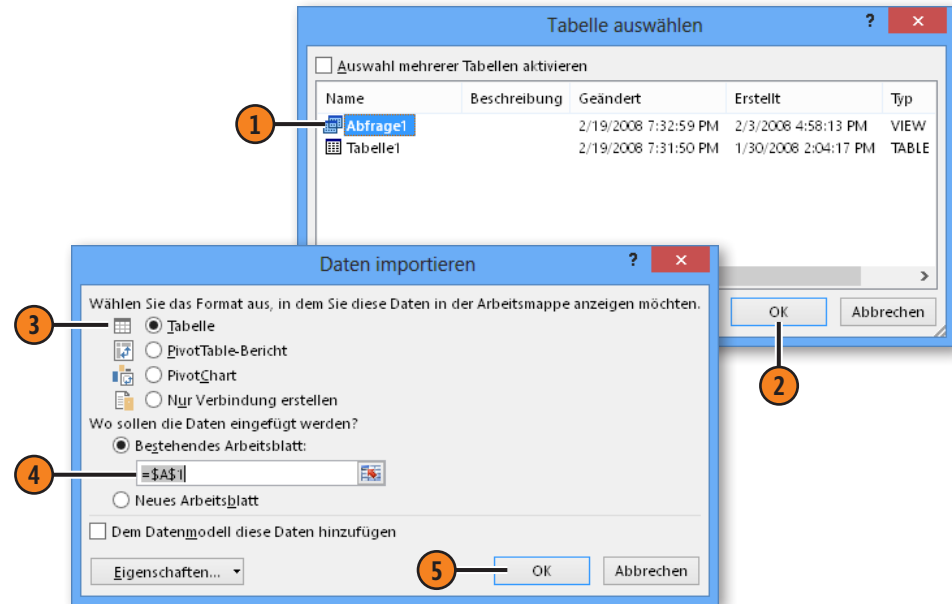 Tabelle auswählen ?
Auswahl mehrerer Tabellen aktivieren
Name Beschreibung Geändert Erstellt Typ
1 Abfrage1 2/19/2008 7:32:59 PM 2/3/2008 4:58:13 PM VIEW
Tabelle1 2/19/2008 7:31:50 PM 1/30/2008 2:04:17 PM TABLE
OK Abbrechen
2
Daten importieren ?
Wählen Sie das Format aus, in dem Sie diese Daten in der Arbeitsmappe anzeigen möchten.
3 Tabelle
PivotTable-Bericht
PivotChart
Nur Verbindung erstellen
Wo sollen die Daten eingefügt werden?
Bestehendes Arbeitsblatt:
4 =$A$1
Neues Arbeitsblatt
Dem Datenmodell diese Daten hinzufügen
Eigenschaften... 5 OK Abbrechen